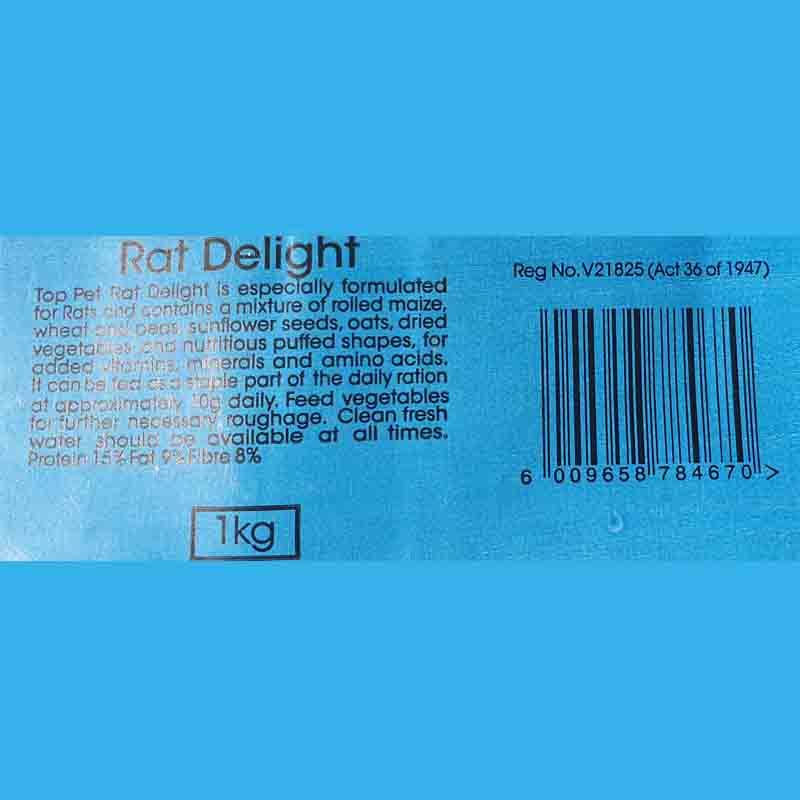 Rat Delight
Top Pet Rat Delight is especially formulated
for Rats and contains a mixture of rolled maize,
wheat and peas, sunflower seeds, oats, dried
vegetables and nutritious puffed shapes, for
added vitamins, minerals and amino acids.
It can be fed as a staple part of the daily ration
at approximately 10g daily. Feed vegetables
for further necessary roughage. Clean fresh
water should be available at all times.
Protein 15% Fat 9% Fibre 8%
1kg
Reg No. V21825 (Act 36 of 1947)
6 009658 784670 >